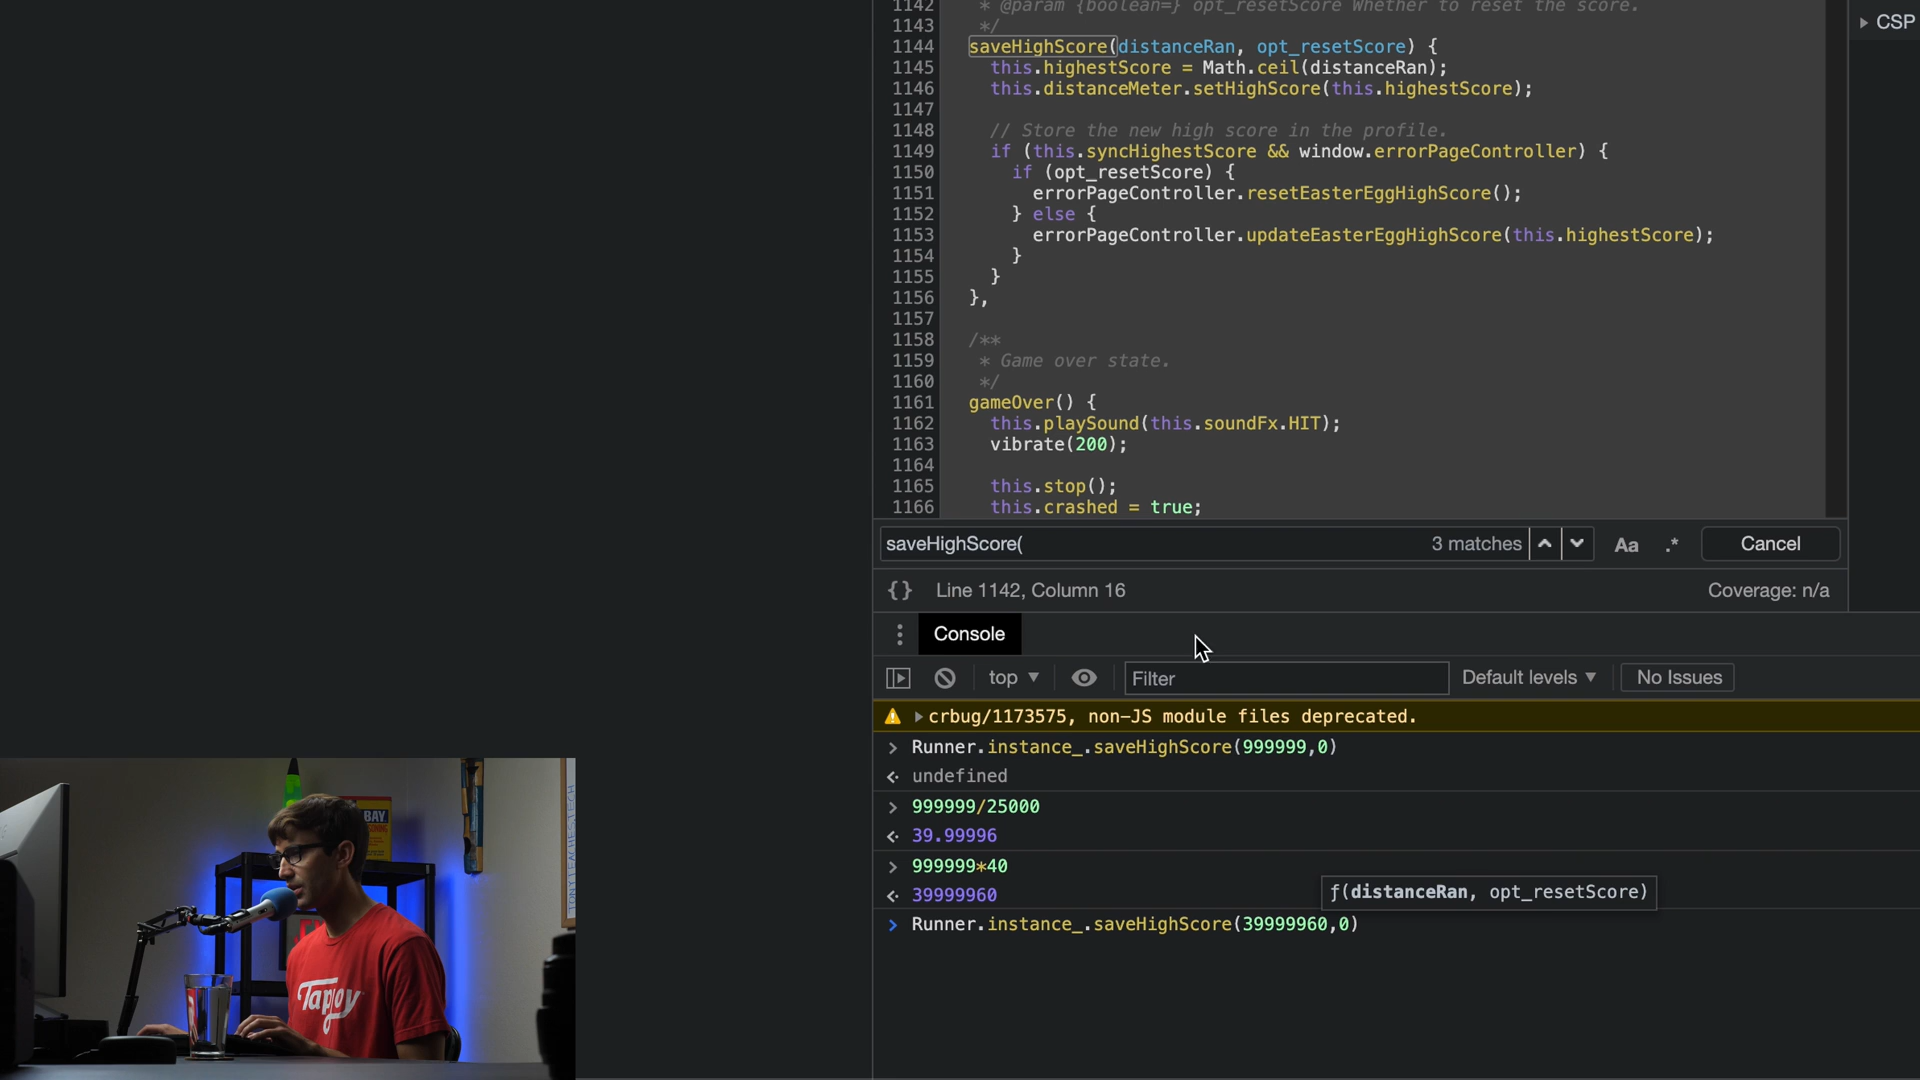 1142 * @param {boolean=} opt_resetScore Whether to reset the score.
CSP
1143 */
1144 saveHighScore(distanceRan, opt_resetScore) {
1145 this.highestScore = Math.ceil(distanceRan);
1146 this.distanceMeter.setHighScore(this.highestScore);
1147
1148 // Store the new high score in the profile.
1149 if (this.syncHighestScore && window.errorPageController) {
1150 if (opt_resetScore) {
1151 errorPageController.resetEasterEggHighScore();
1152 } else {
1153 errorPageController.updateEasterEggHighScore(this.highestScore);
1154 }
1155 }
1156 },
1157
1158 /**
1159 * Game over state.
1160 */
1161 gameOver() {
1162 this.playSound(this.soundFx.HIT);
1163 vibrate(200);
1164
1165 this.stop();
1166 this.crashed = true;
saveHighScore( 3 matches Aa .* Cancel
{} Line 1142, Column 16 Coverage: n/a
Console
top Filter Default levels No Issues
crbug/1173575, non-JS module files deprecated.
> Runner.instance_.saveHighScore(999999,0)
undefined
> 999999/25000
39.99996
> 999999*40
39999960
ƒ(distanceRan, opt_resetScore)
> Runner.instance_.saveHighScore(39999960,0)
BAY
TONYTEACHES.TECH
Tapjoy